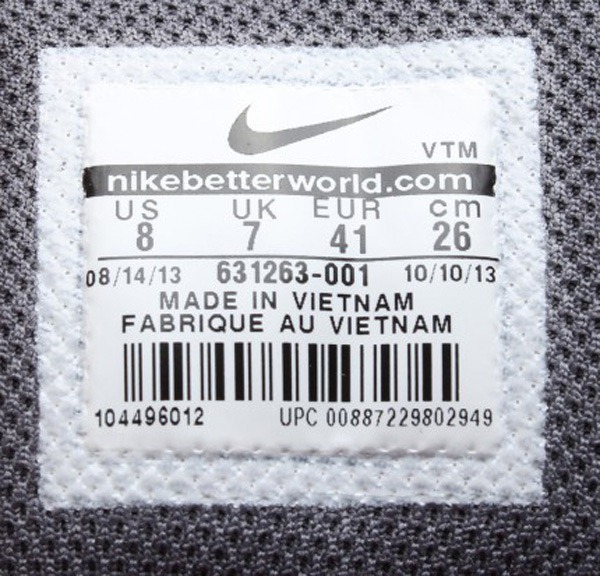 VTM
nikebetterworld.com
US UK EUR cm
8 7 41 26
08/14/13 631263-001 10/10/13
MADE IN VIETNAM
FABRIQUE AU VIETNAM
104496012 UPC 00887229802949